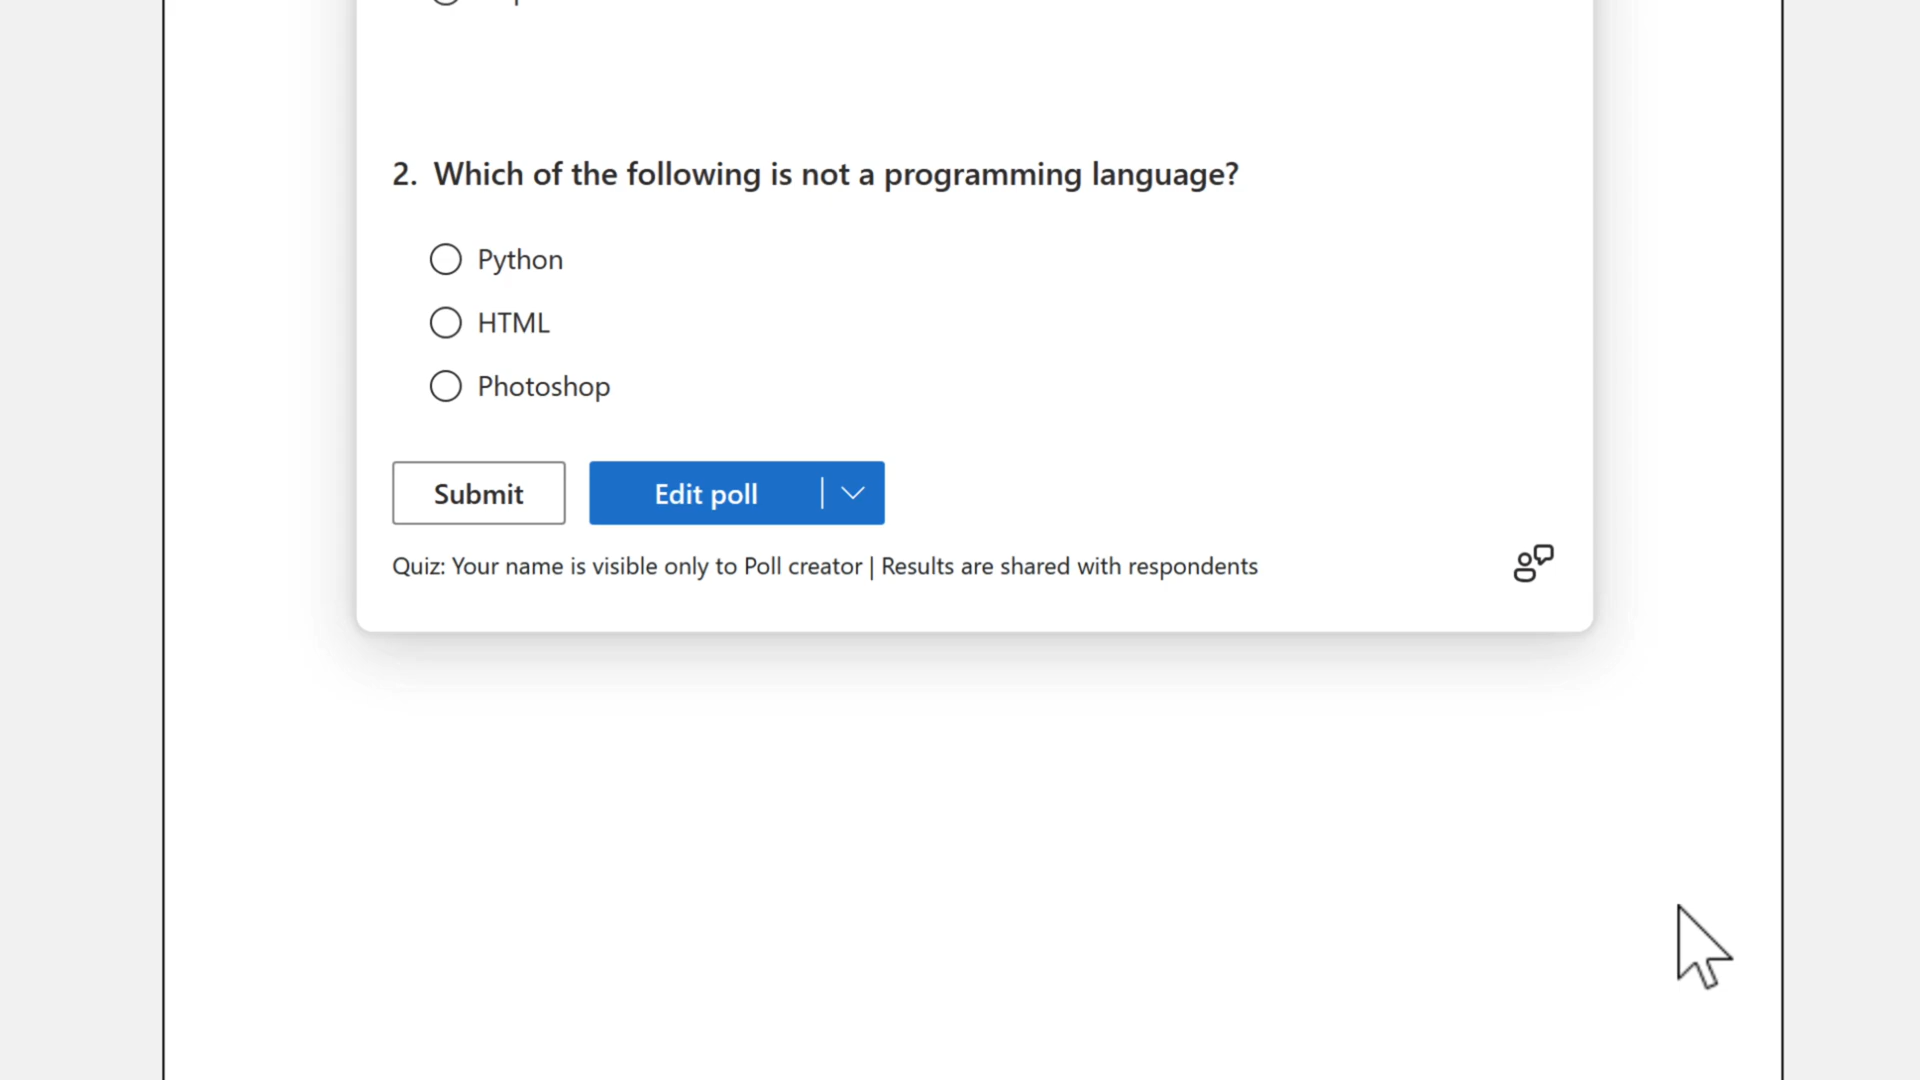 2. Which of the following is not a programming language?
Python
HTML
Photoshop
Submit
Edit poll
Quiz: Your name is visible only to Poll creator | Results are shared with respondents